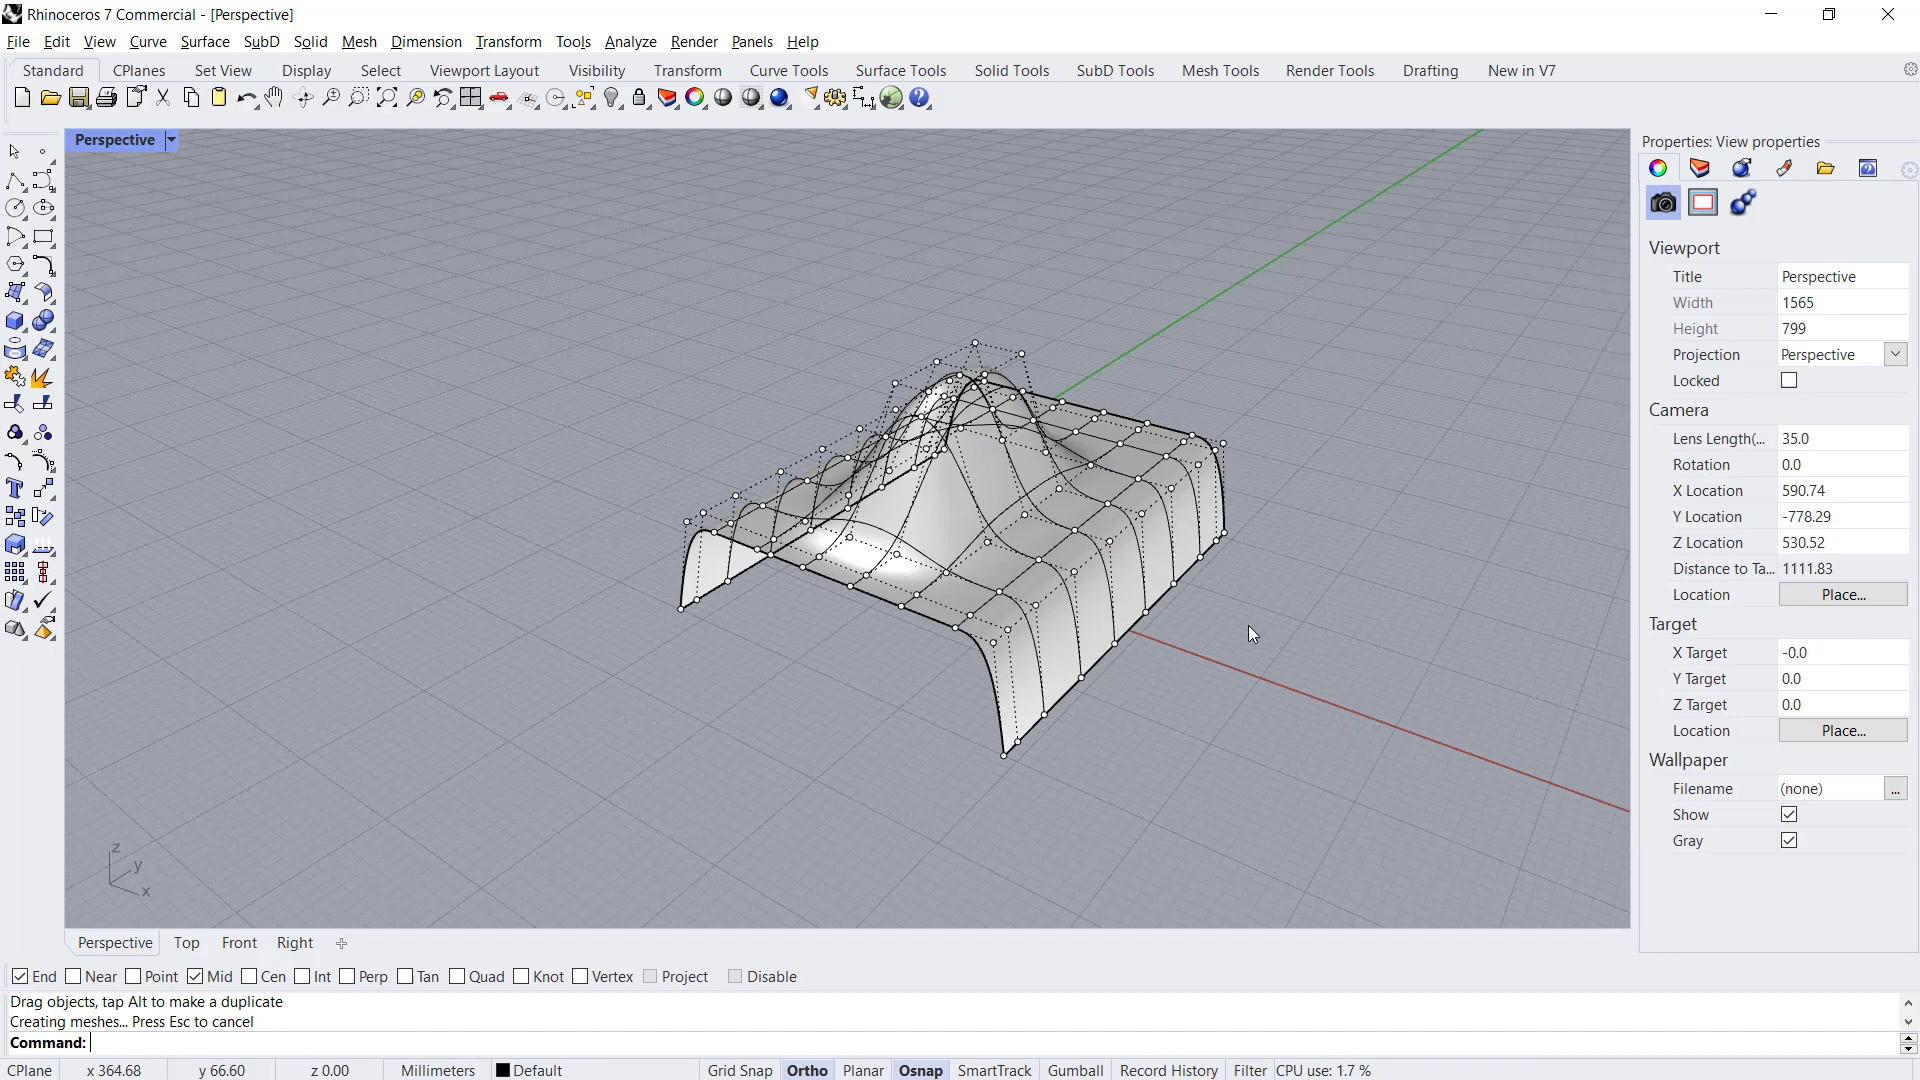 Rhinoceros 7 Commercial - [Perspective]
File Edit View Curve Surface SubD Solid Mesh Dimension Transform Tools Analyze Render Panels Help
Standard CPlanes Set View Display Select Viewport Layout Visibility Transform Curve Tools Surface Tools Solid Tools SubD Tools Mesh Tools Render Tools Drafting New in V7
Perspective
Properties: View properties
Viewport
Title Perspective
Width 1565
Height 799
Projection Perspective
Locked
Camera
Lens Length(... 35.0
Rotation 0.0
X Location 590.74
Y Location -778.29
Z Location 530.52
Distance to Ta... 1111.83
Location Place...
Target
X Target -0.0
Y Target 0.0
Z Target 0.0
Location Place...
Wallpaper
Filename (none) ...
Show
Gray
z
y
x
Perspective Top Front Right
End Near Point Mid Cen Int Perp Tan Quad Knot Vertex Project Disable
Drag objects, tap Alt to make a duplicate
Creating meshes... Press Esc to cancel
Command:
CPlane x 364.68 y 66.60 z 0.00 Millimeters Default Grid Snap Ortho Planar Osnap SmartTrack Gumball Record History Filter CPU use: 1.7 %